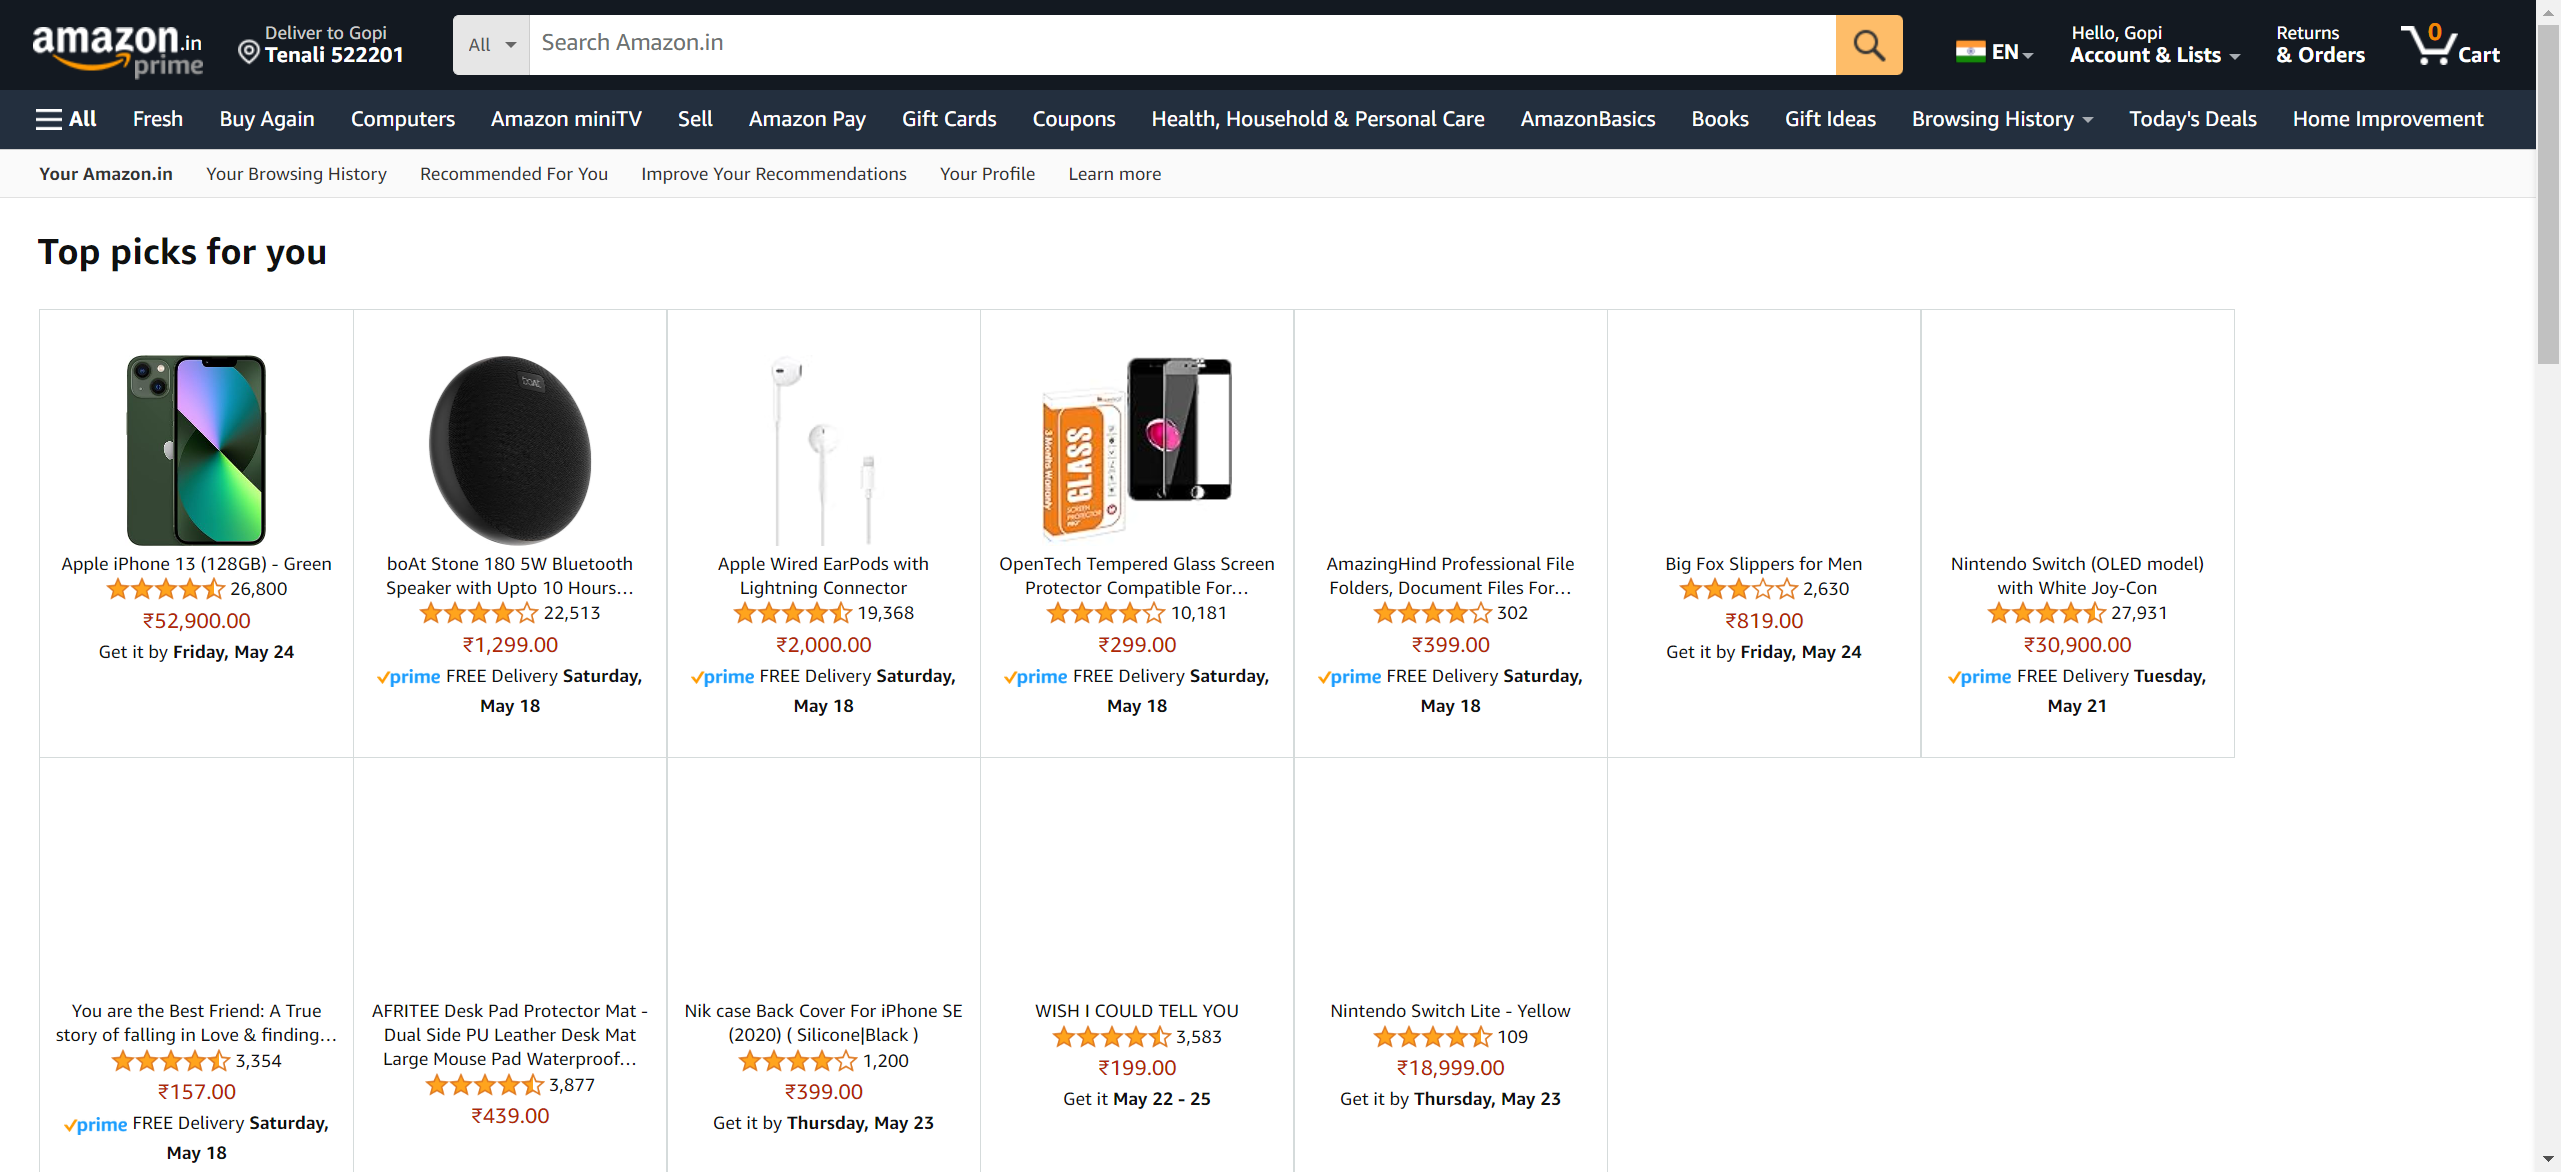 amazon.in
prime
Deliver to Gopi
Tenali 522201
All
Search Amazon.in
EN
Hello, Gopi
Account & Lists
Returns
& Orders
0
Cart
All
Fresh
Buy Again
Computers
Amazon miniTV
Sell
Amazon Pay
Gift Cards
Coupons
Health, Household & Personal Care
AmazonBasics
Books
Gift Ideas
Browsing History
Today's Deals
Home Improvement
Your Amazon.in
Your Browsing History
Recommended For You
Improve Your Recommendations
Your Profile
Learn more
Top picks for you
boAt
3 Months Warranty
GLASS
SCREEN
PROTECTOR
PRO
Apple iPhone 13 (128GB) - Green
26,800
₹52,900.00
Get it by Friday, May 24
boAt Stone 180 5W Bluetooth
Speaker with Upto 10 Hours…
22,513
₹1,299.00
prime FREE Delivery Saturday,
May 18
Apple Wired EarPods with
Lightning Connector
19,368
₹2,000.00
prime FREE Delivery Saturday,
May 18
OpenTech Tempered Glass Screen
Protector Compatible For…
10,181
₹299.00
prime FREE Delivery Saturday,
May 18
AmazingHind Professional File
Folders, Document Files For…
302
₹399.00
prime FREE Delivery Saturday,
May 18
Big Fox Slippers for Men
2,630
₹819.00
Get it by Friday, May 24
Nintendo Switch (OLED model)
with White Joy-Con
27,931
₹30,900.00
prime FREE Delivery Tuesday,
May 21
You are the Best Friend: A True
story of falling in Love & finding…
3,354
₹157.00
prime FREE Delivery Saturday,
May 18
AFRITEE Desk Pad Protector Mat -
Dual Side PU Leather Desk Mat
Large Mouse Pad Waterproof…
3,877
₹439.00
Nik case Back Cover For iPhone SE
(2020) ( Silicone|Black )
1,200
₹399.00
Get it by Thursday, May 23
WISH I COULD TELL YOU
3,583
₹199.00
Get it May 22 - 25
Nintendo Switch Lite - Yellow
109
₹18,999.00
Get it by Thursday, May 23